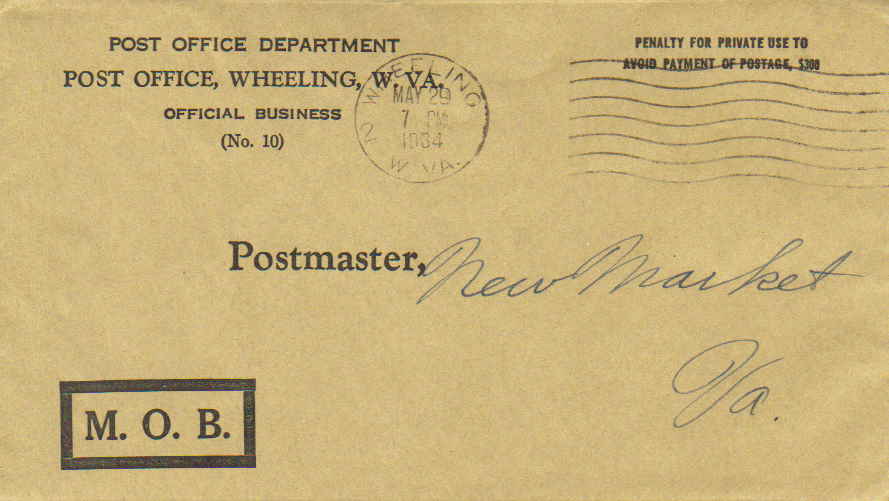 POST OFFICE DEPARTMENT
POST OFFICE, WHEELING, W. VA.
OFFICIAL BUSINESS
(No. 10)
WHEELING
MAY 29
7 PM
1934
2
W. VA.
PENALTY FOR PRIVATE USE TO
AVOID PAYMENT OF POSTAGE, $300
Postmaster, New Market
Va.
M. O. B.